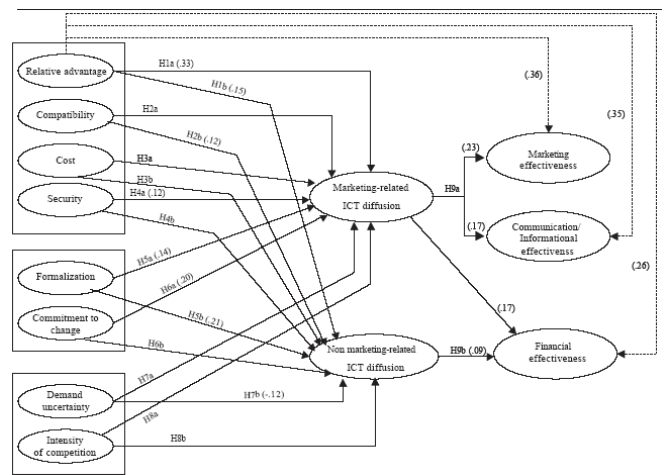 Relative advantage
Compatibility
Cost
Security
Formalization
Commitment to
change
Demand
uncertainty
Intensity
of competition
H1a (.33)
H1b (.15)
H2a
H2b (.12)
H3a
H3b
H4a (.12)
H4b
H5a (.14)
H6a (.20)
H5b (.21)
H6b
H7a
H8a
H7b (-.12)
H8b
Marketing-related
ICT diffusion
Non marketing-related
ICT diffusion
H9a
(.23)
(.17)
(.17)
H9b (.09)
(.36)
(.35)
(.26)
Marketing
effectiveness
Communication/
Informational
effectivenss
Financial
effectiveness